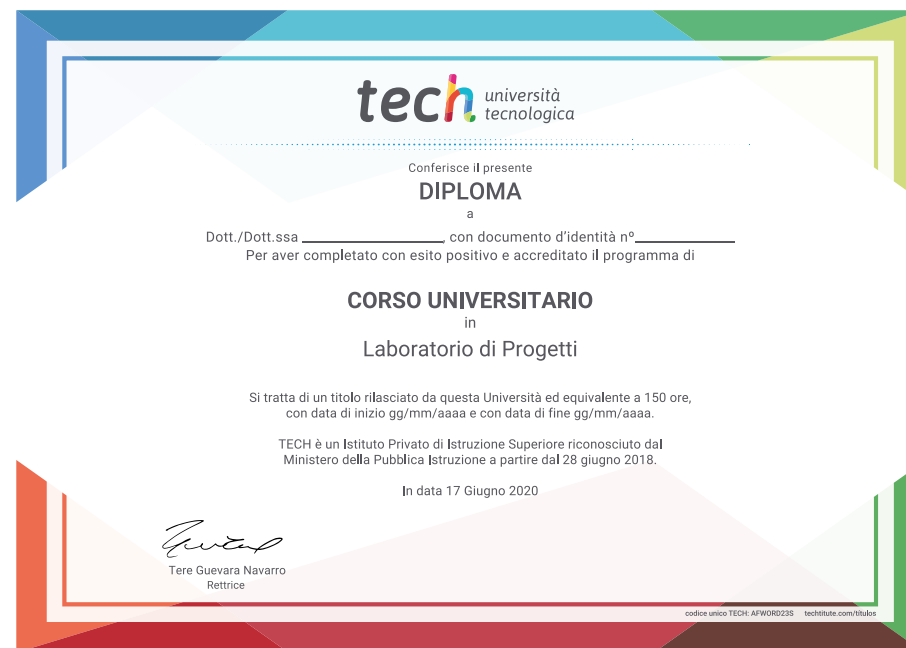 tech università
tecnologica
Conferisce il presente
DIPLOMA
a
Dott./Dott.ssa ____________, con documento d'identità nº____________
Per aver completato con esito positivo e accreditato il programma di
CORSO UNIVERSITARIO
in
Laboratorio di Progetti
Si tratta di un titolo rilasciato da questa Università ed equivalente a 150 ore,
con data di inizio gg/mm/aaaa e con data di fine gg/mm/aaaa.
TECH è un Istituto Privato di Istruzione Superiore riconosciuto dal
Ministero della Pubblica Istruzione a partire dal 28 giugno 2018.
In data 17 Giugno 2020
Tere Guevara Navarro
Rettrice
codice unico TECH: AFWORD23S techtitute.com/titulos